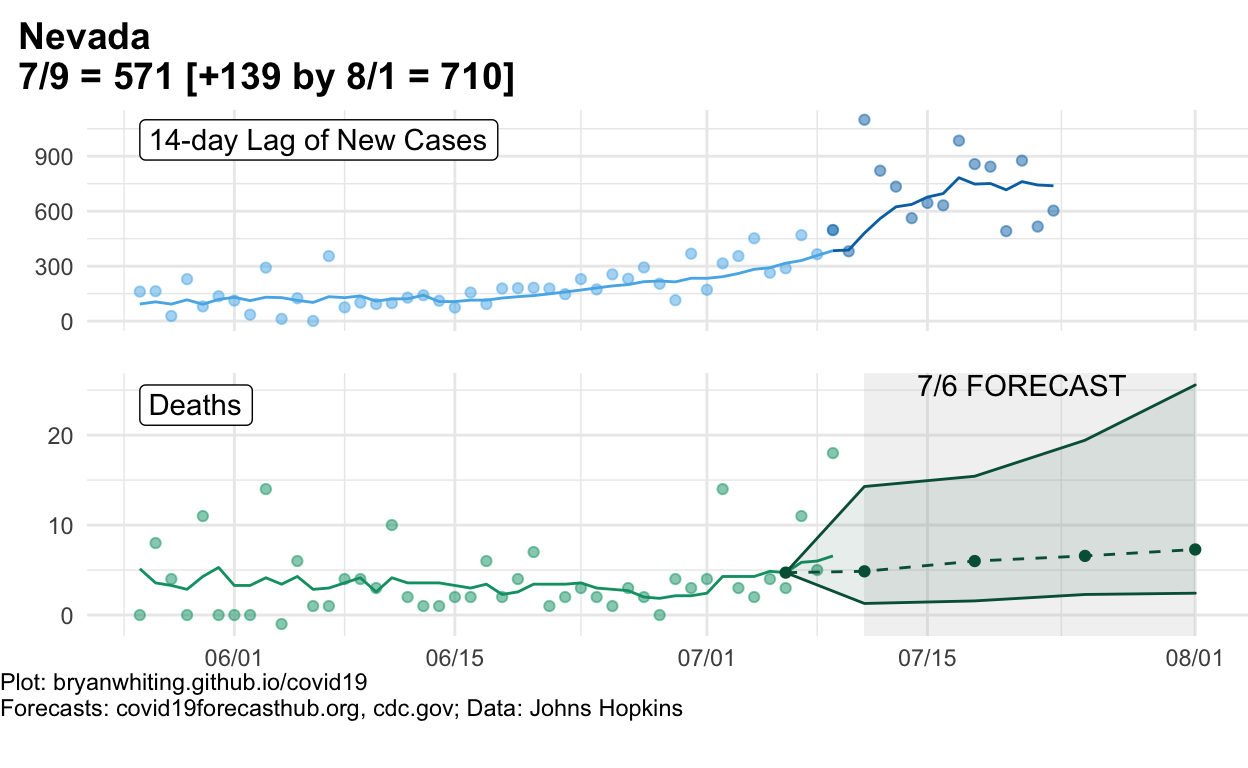 Nevada
7/9 = 571 [+139 by 8/1 = 710]
14-day Lag of New Cases
900
600
300
0
Deaths
7/6 FORECAST
20
10
0
06/01 06/15 07/01 07/15 08/01
Plot: bryanwhiting.github.io/covid19
Forecasts: covid19forecasthub.org, cdc.gov; Data: Johns Hopkins